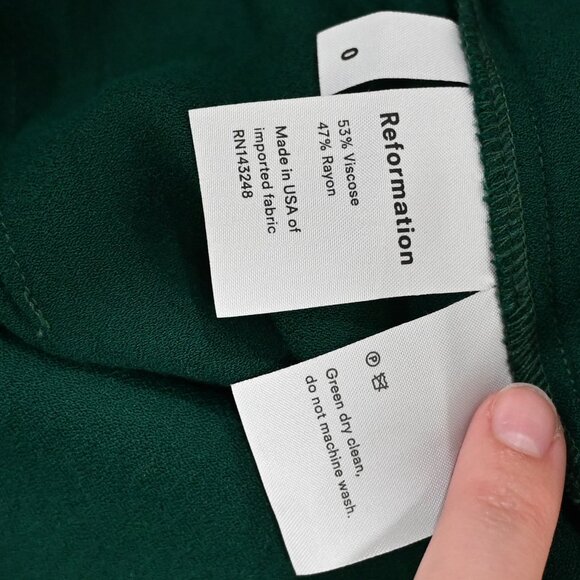 0
Reformation
53% Viscose
47% Rayon
Made in USA of
imported fabric
RN143248
Ⓟ
Green dry clean,
do not machine wash.